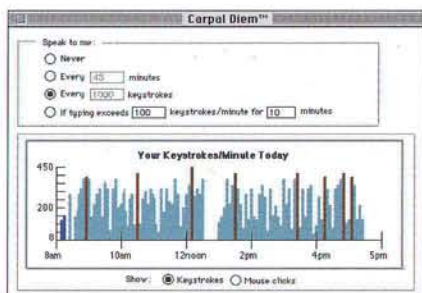 Carpal Diem™
Speak to me:
Never
Every 45 minutes
Every 1000 keystrokes
If typing exceeds 100 keystrokes/minute for 10 minutes
Your Keystrokes/Minute Today
450
200
0
8am 10am 12noon 2pm 4pm 5pm
Show: Keystrokes Mouse clicks